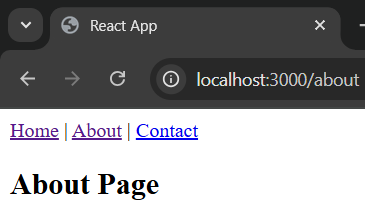 React App
localhost:3000/about
Home | About | Contact
About Page